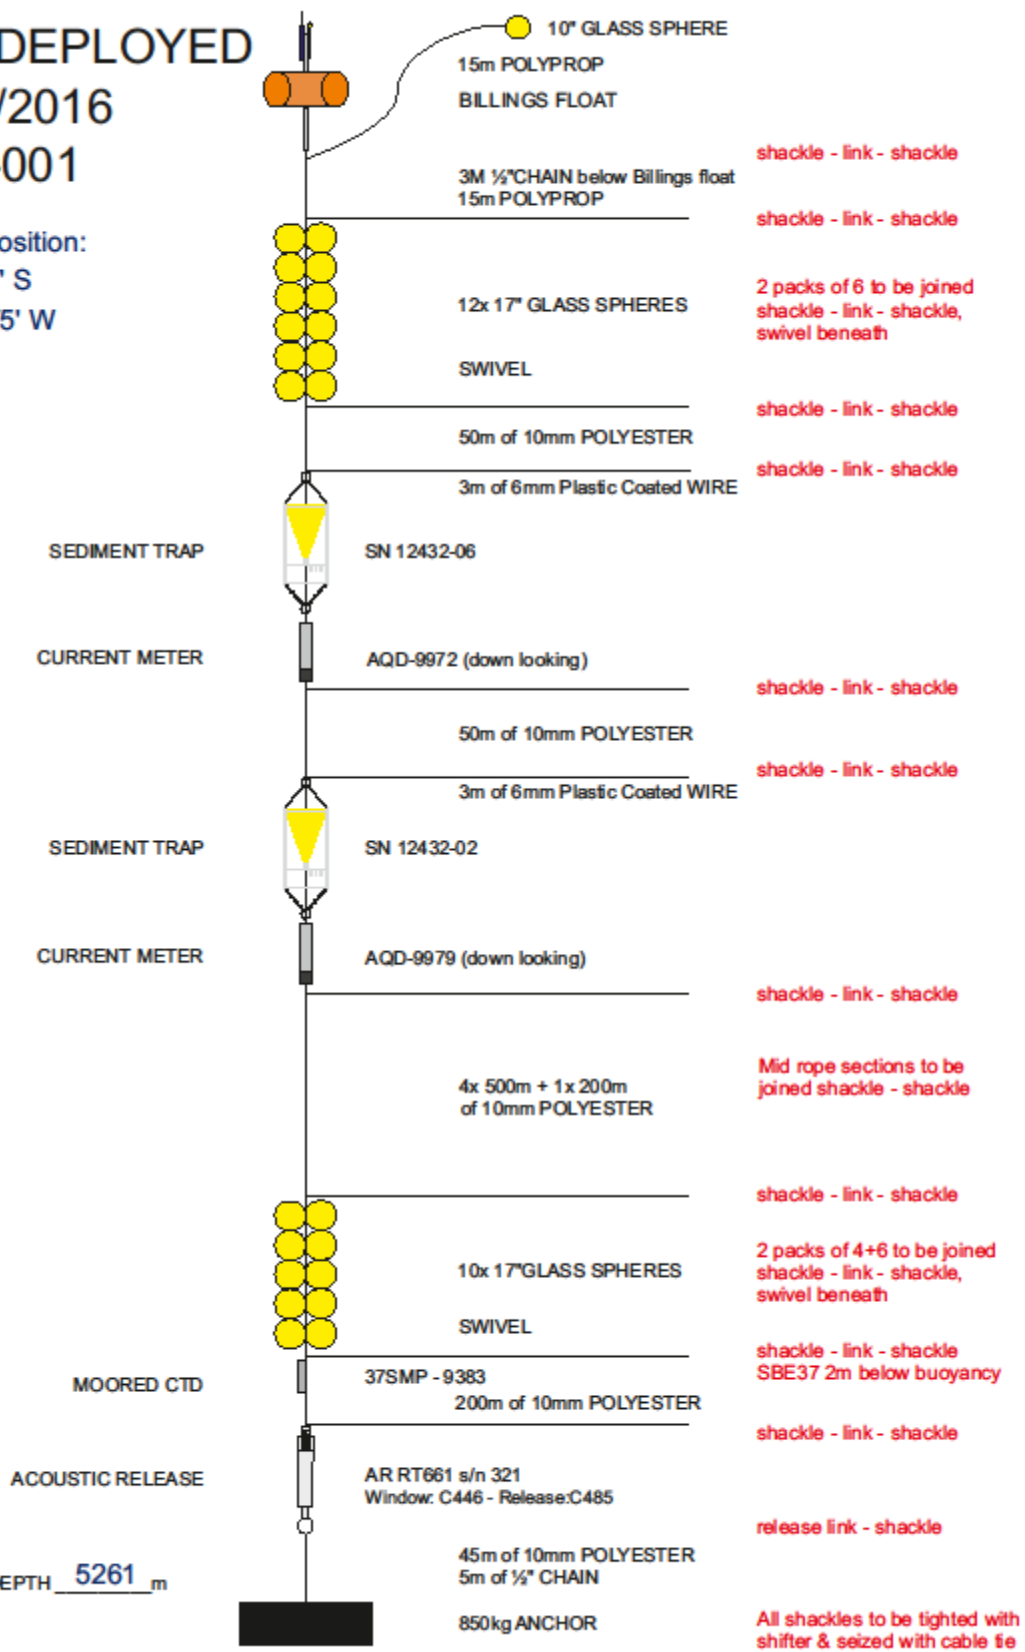 DEPLOYED
/2016
-001
osition:
' S
5' W
10" GLASS SPHERE
15m POLYPROP
BILLINGS FLOAT
shackle - link - shackle
3M ½"CHAIN below Billings float
15m POLYPROP
shackle - link - shackle
12x 17" GLASS SPHERES
2 packs of 6 to be joined
shackle - link - shackle,
swivel beneath
SWIVEL
shackle - link - shackle
50m of 10mm POLYESTER
shackle - link - shackle
3m of 6mm Plastic Coated WIRE
SEDIMENT TRAP
SN 12432-06
CURRENT METER
AQD-9972 (down looking)
shackle - link - shackle
50m of 10mm POLYESTER
shackle - link - shackle
3m of 6mm Plastic Coated WIRE
SEDIMENT TRAP
SN 12432-02
CURRENT METER
AQD-9979 (down looking)
shackle - link - shackle
4x 500m + 1x 200m
of 10mm POLYESTER
Mid rope sections to be
joined shackle - shackle
shackle - link - shackle
10x 17"GLASS SPHERES
2 packs of 4+6 to be joined
shackle - link - shackle,
swivel beneath
SWIVEL
shackle - link - shackle
SBE37 2m below buoyancy
MOORED CTD
37SMP - 9383
200m of 10mm POLYESTER
shackle - link - shackle
ACOUSTIC RELEASE
AR RT661 s/n 321
Window: C446 - Release:C485
release link - shackle
45m of 10mm POLYESTER
5m of ½" CHAIN
EPTH 5261 m
850kg ANCHOR
All shackles to be tighted with
shifter & seized with cable tie